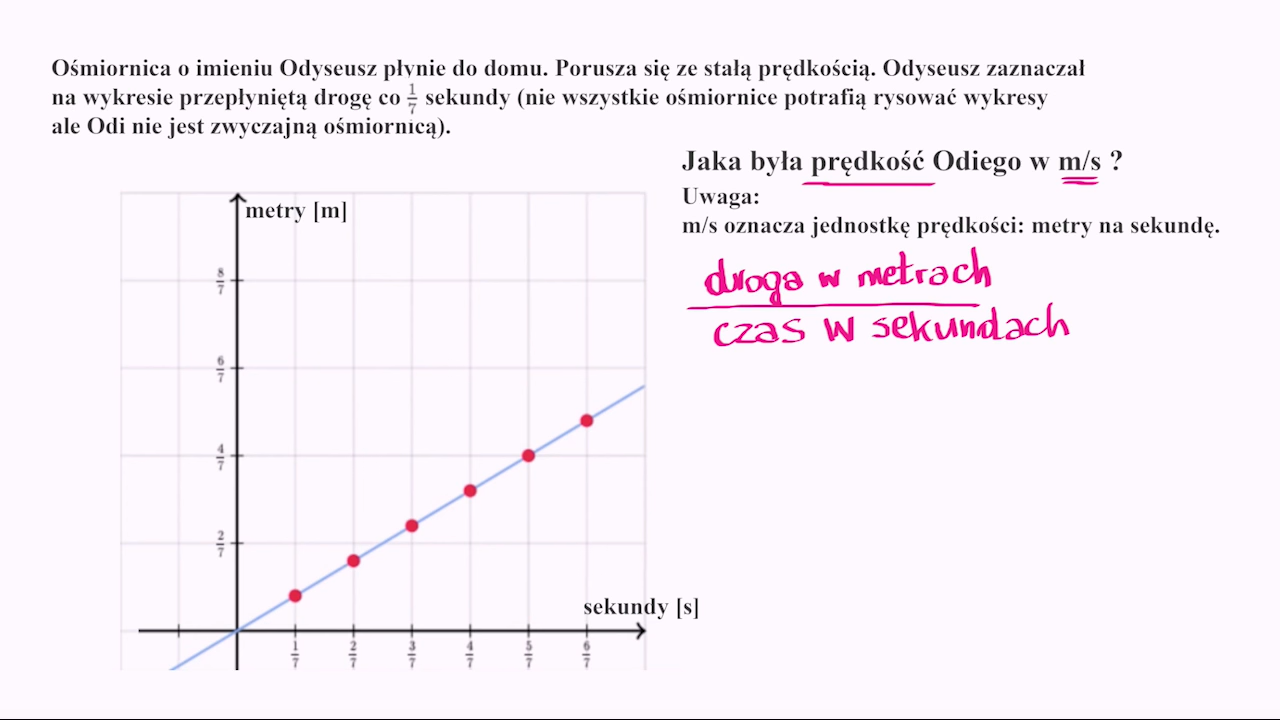 Ośmiornica o imieniu Odyseusz płynie do domu. Porusza się ze stałą prędkością. Odyseusz zaznaczał
na wykresie przepłyniętą drogę co 1/7 sekundy (nie wszystkie ośmiornice potrafią rysować wykresy
ale Odi nie jest zwyczajną ośmiornicą).
Jaka była prędkość Odiego w m/s ?
Uwaga:
m/s oznacza jednostkę prędkości: metry na sekundę.
droga w metrach
czas w sekundach
metry [m]
8/7
6/7
4/7
2/7
sekundy [s]
1/7 2/7 3/7 4/7 5/7 6/7